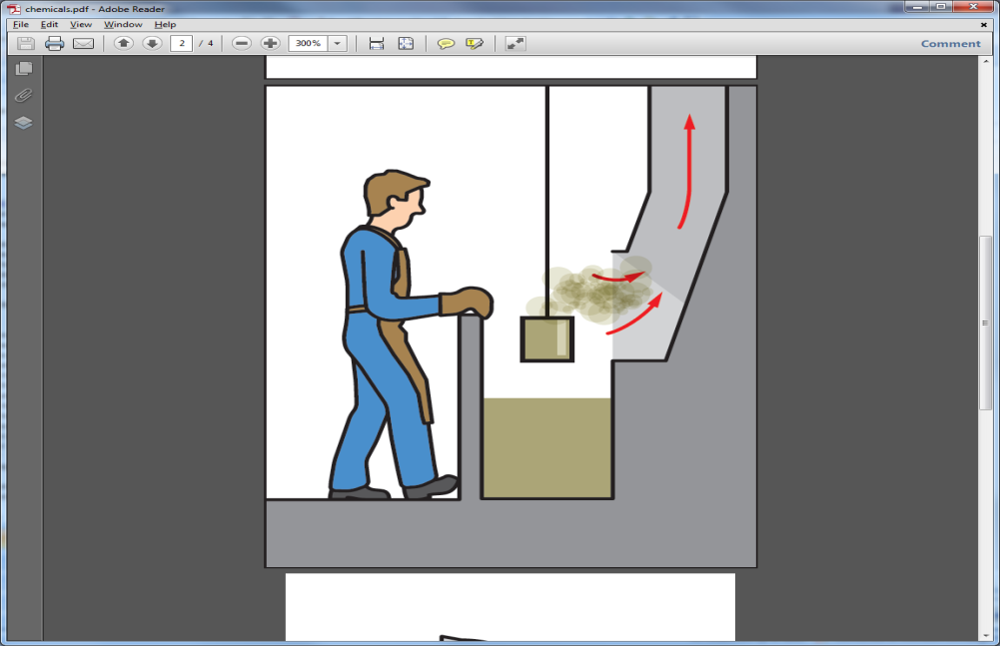 chemicals.pdf - Adobe Reader
File Edit View Window Help
2 / 4 300% Comment